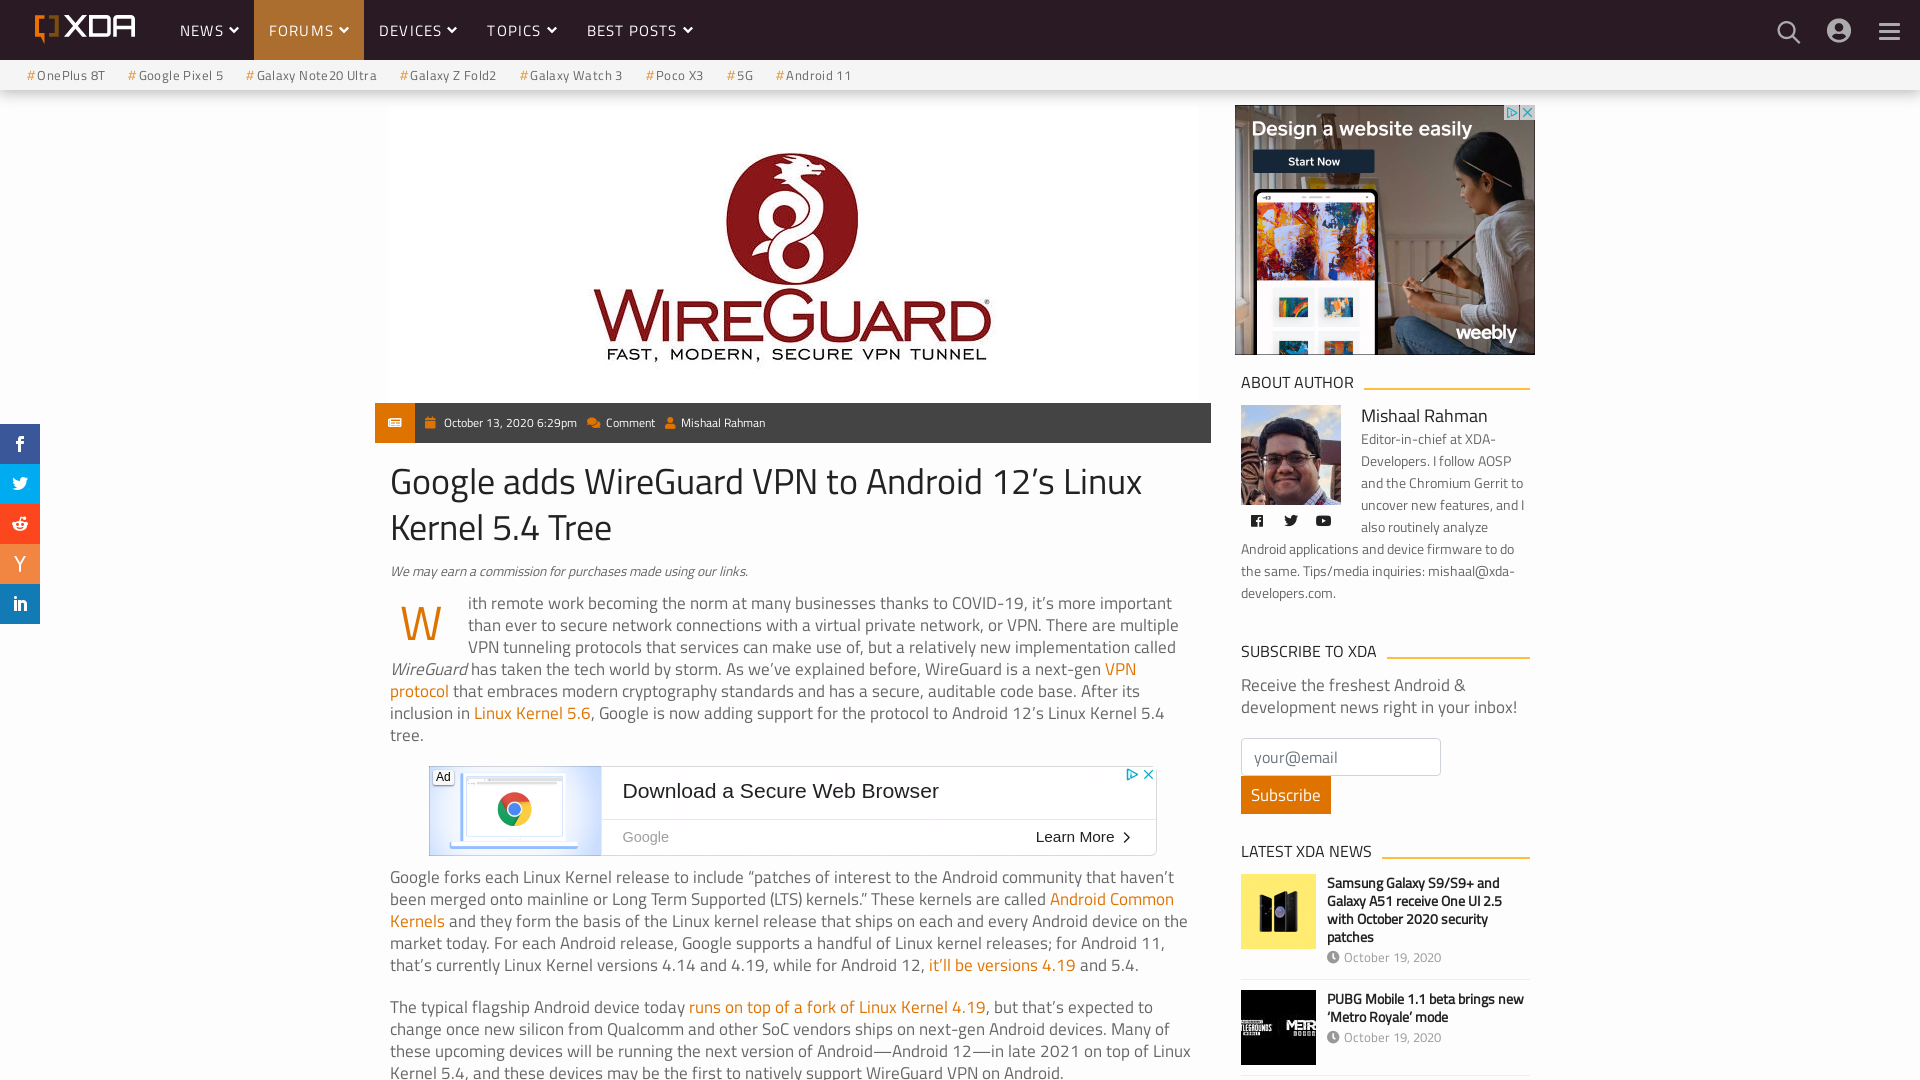 XDA
NEWS
FORUMS
DEVICES
TOPICS
BEST POSTS
#OnePlus 8T
#Google Pixel 5
#Galaxy Note20 Ultra
#Galaxy Z Fold2
#Galaxy Watch 3
#Poco X3
#5G
#Android 11
WIREGUARD®
FAST, MODERN, SECURE VPN TUNNEL
October 13, 2020 6:29pm
Comment
Mishaal Rahman
Google adds WireGuard VPN to Android 12’s Linux
Kernel 5.4 Tree
We may earn a commission for purchases made using our links.
With remote work becoming the norm at many businesses thanks to COVID-19, it’s more important
than ever to secure network connections with a virtual private network, or VPN. There are multiple
VPN tunneling protocols that services can make use of, but a relatively new implementation called
WireGuard has taken the tech world by storm. As we’ve explained before, WireGuard is a next-gen VPN
protocol that embraces modern cryptography standards and has a secure, auditable code base. After its
inclusion in Linux Kernel 5.6, Google is now adding support for the protocol to Android 12’s Linux Kernel 5.4
tree.
Ad
Download a Secure Web Browser
Google
Learn More
Google forks each Linux Kernel release to include “patches of interest to the Android community that haven’t
been merged onto mainline or Long Term Supported (LTS) kernels.” These kernels are called Android Common
Kernels and they form the basis of the Linux kernel release that ships on each and every Android device on the
market today. For each Android release, Google supports a handful of Linux kernel releases; for Android 11,
that’s currently Linux Kernel versions 4.14 and 4.19, while for Android 12, it’ll be versions 4.19 and 5.4.
The typical flagship Android device today runs on top of a fork of Linux Kernel 4.19, but that’s expected to
change once new silicon from Qualcomm and other SoC vendors ships on next-gen Android devices. Many of
these upcoming devices will be running the next version of Android—Android 12—in late 2021 on top of Linux
Kernel 5.4, and these devices may be the first to natively support WireGuard VPN on Android.
Design a website easily
Start Now
weebly
ABOUT AUTHOR
Mishaal Rahman
Editor-in-chief at XDA-
Developers. I follow AOSP
and the Chromium Gerrit to
uncover new features, and I
also routinely analyze
Android applications and device firmware to do
the same. Tips/media inquiries: mishaal@xda-
developers.com.
SUBSCRIBE TO XDA
Receive the freshest Android &
development news right in your inbox!
your@email
Subscribe
LATEST XDA NEWS
Samsung Galaxy S9/S9+ and
Galaxy A51 receive One UI 2.5
with October 2020 security
patches
October 19, 2020
PUBG Mobile 1.1 beta brings new
‘Metro Royale’ mode
October 19, 2020